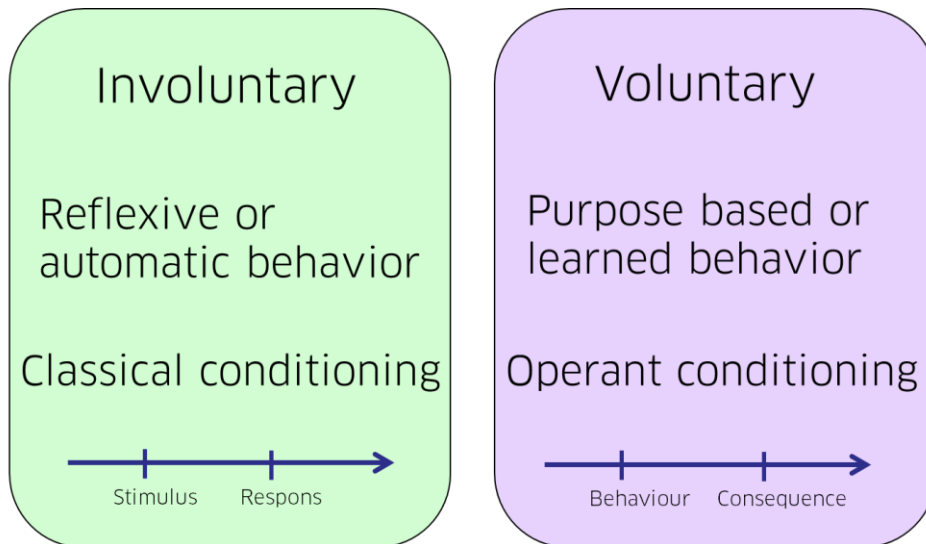 Involuntary
Reflexive or
automatic behavior
Classical conditioning
Stimulus Respons
Voluntary
Purpose based or
learned behavior
Operant conditioning
Behaviour Consequence